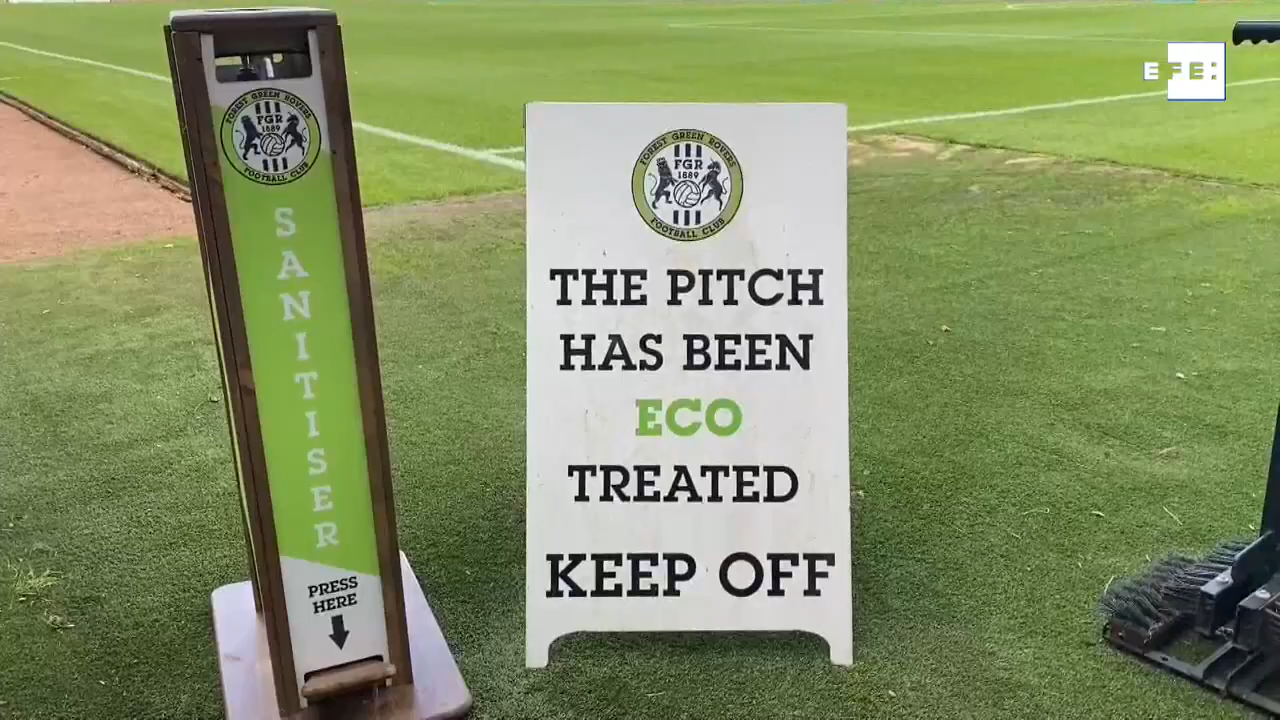 FOREST GREEN ROVERS
FGR
1889
FOOTBALL CLUB
SANITISER
PRESS
HERE
FOREST GREEN ROVERS
FGR
1889
FOOTBALL CLUB
THE PITCH
HAS BEEN
ECO
TREATED
KEEP OFF
EFE: